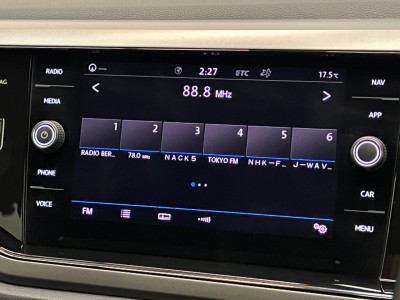 AG
RADIO
MEDIA
PHONE
VOICE
2:27
ETC
17.5℃
88.8 MHz
1 2 3 4 5 6
RADIO BER... 78.0 MHz NACK5 TOKYO FM NHK-F... J-WAV...
FM
NAV
APP
CAR
MENU